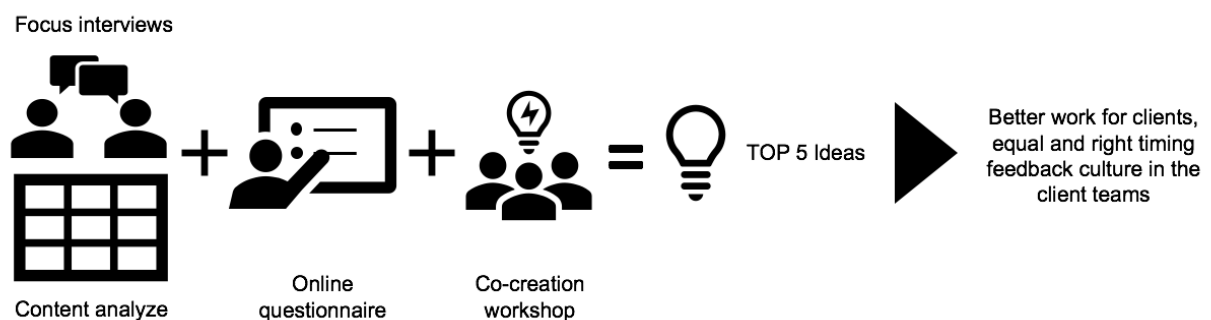 Focus interviews
Content analyze
Online
questionnaire
Co-creation
workshop
TOP 5 Ideas
Better work for clients,
equal and right timing
feedback culture in the
client teams